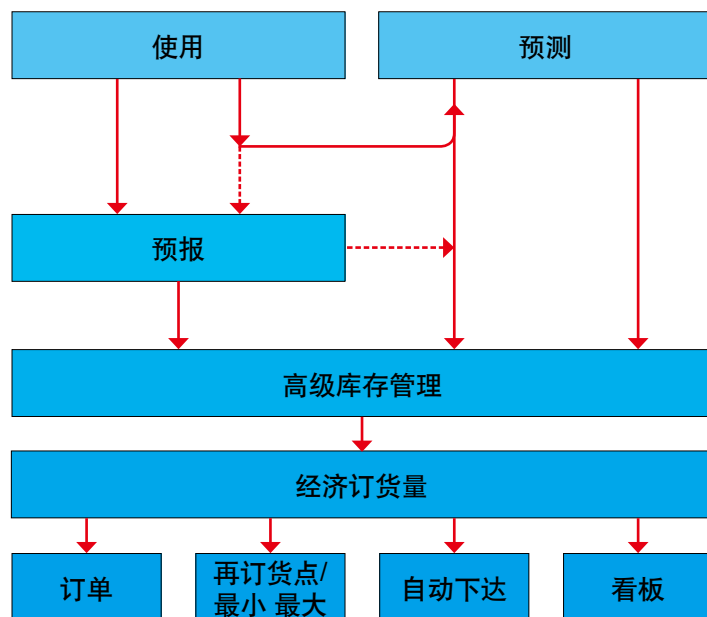 使用
预测
预报
高级库存管理
经济订货量
订单
再订货点/
最小 最大
自动下达
看板